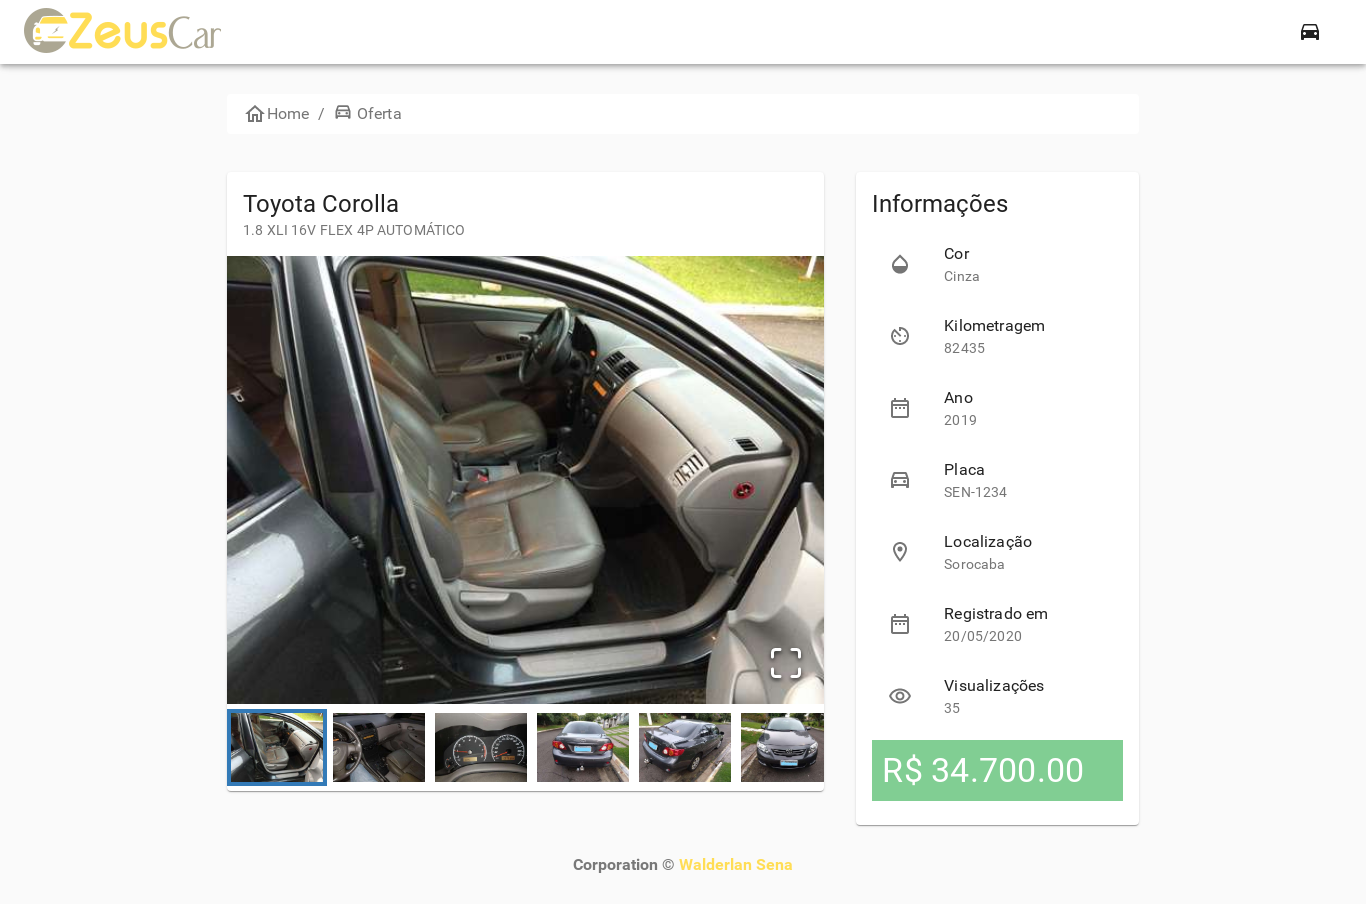 ZeusCar
Home / Oferta
Toyota Corolla
1.8 XLI 16V FLEX 4P AUTOMÁTICO
Informações
Cor
Cinza
Kilometragem
82435
Ano
2019
Placa
SEN-1234
Localização
Sorocaba
Registrado em
20/05/2020
Visualizações
35
R$ 34.700.00
Corporation © Walderlan Sena